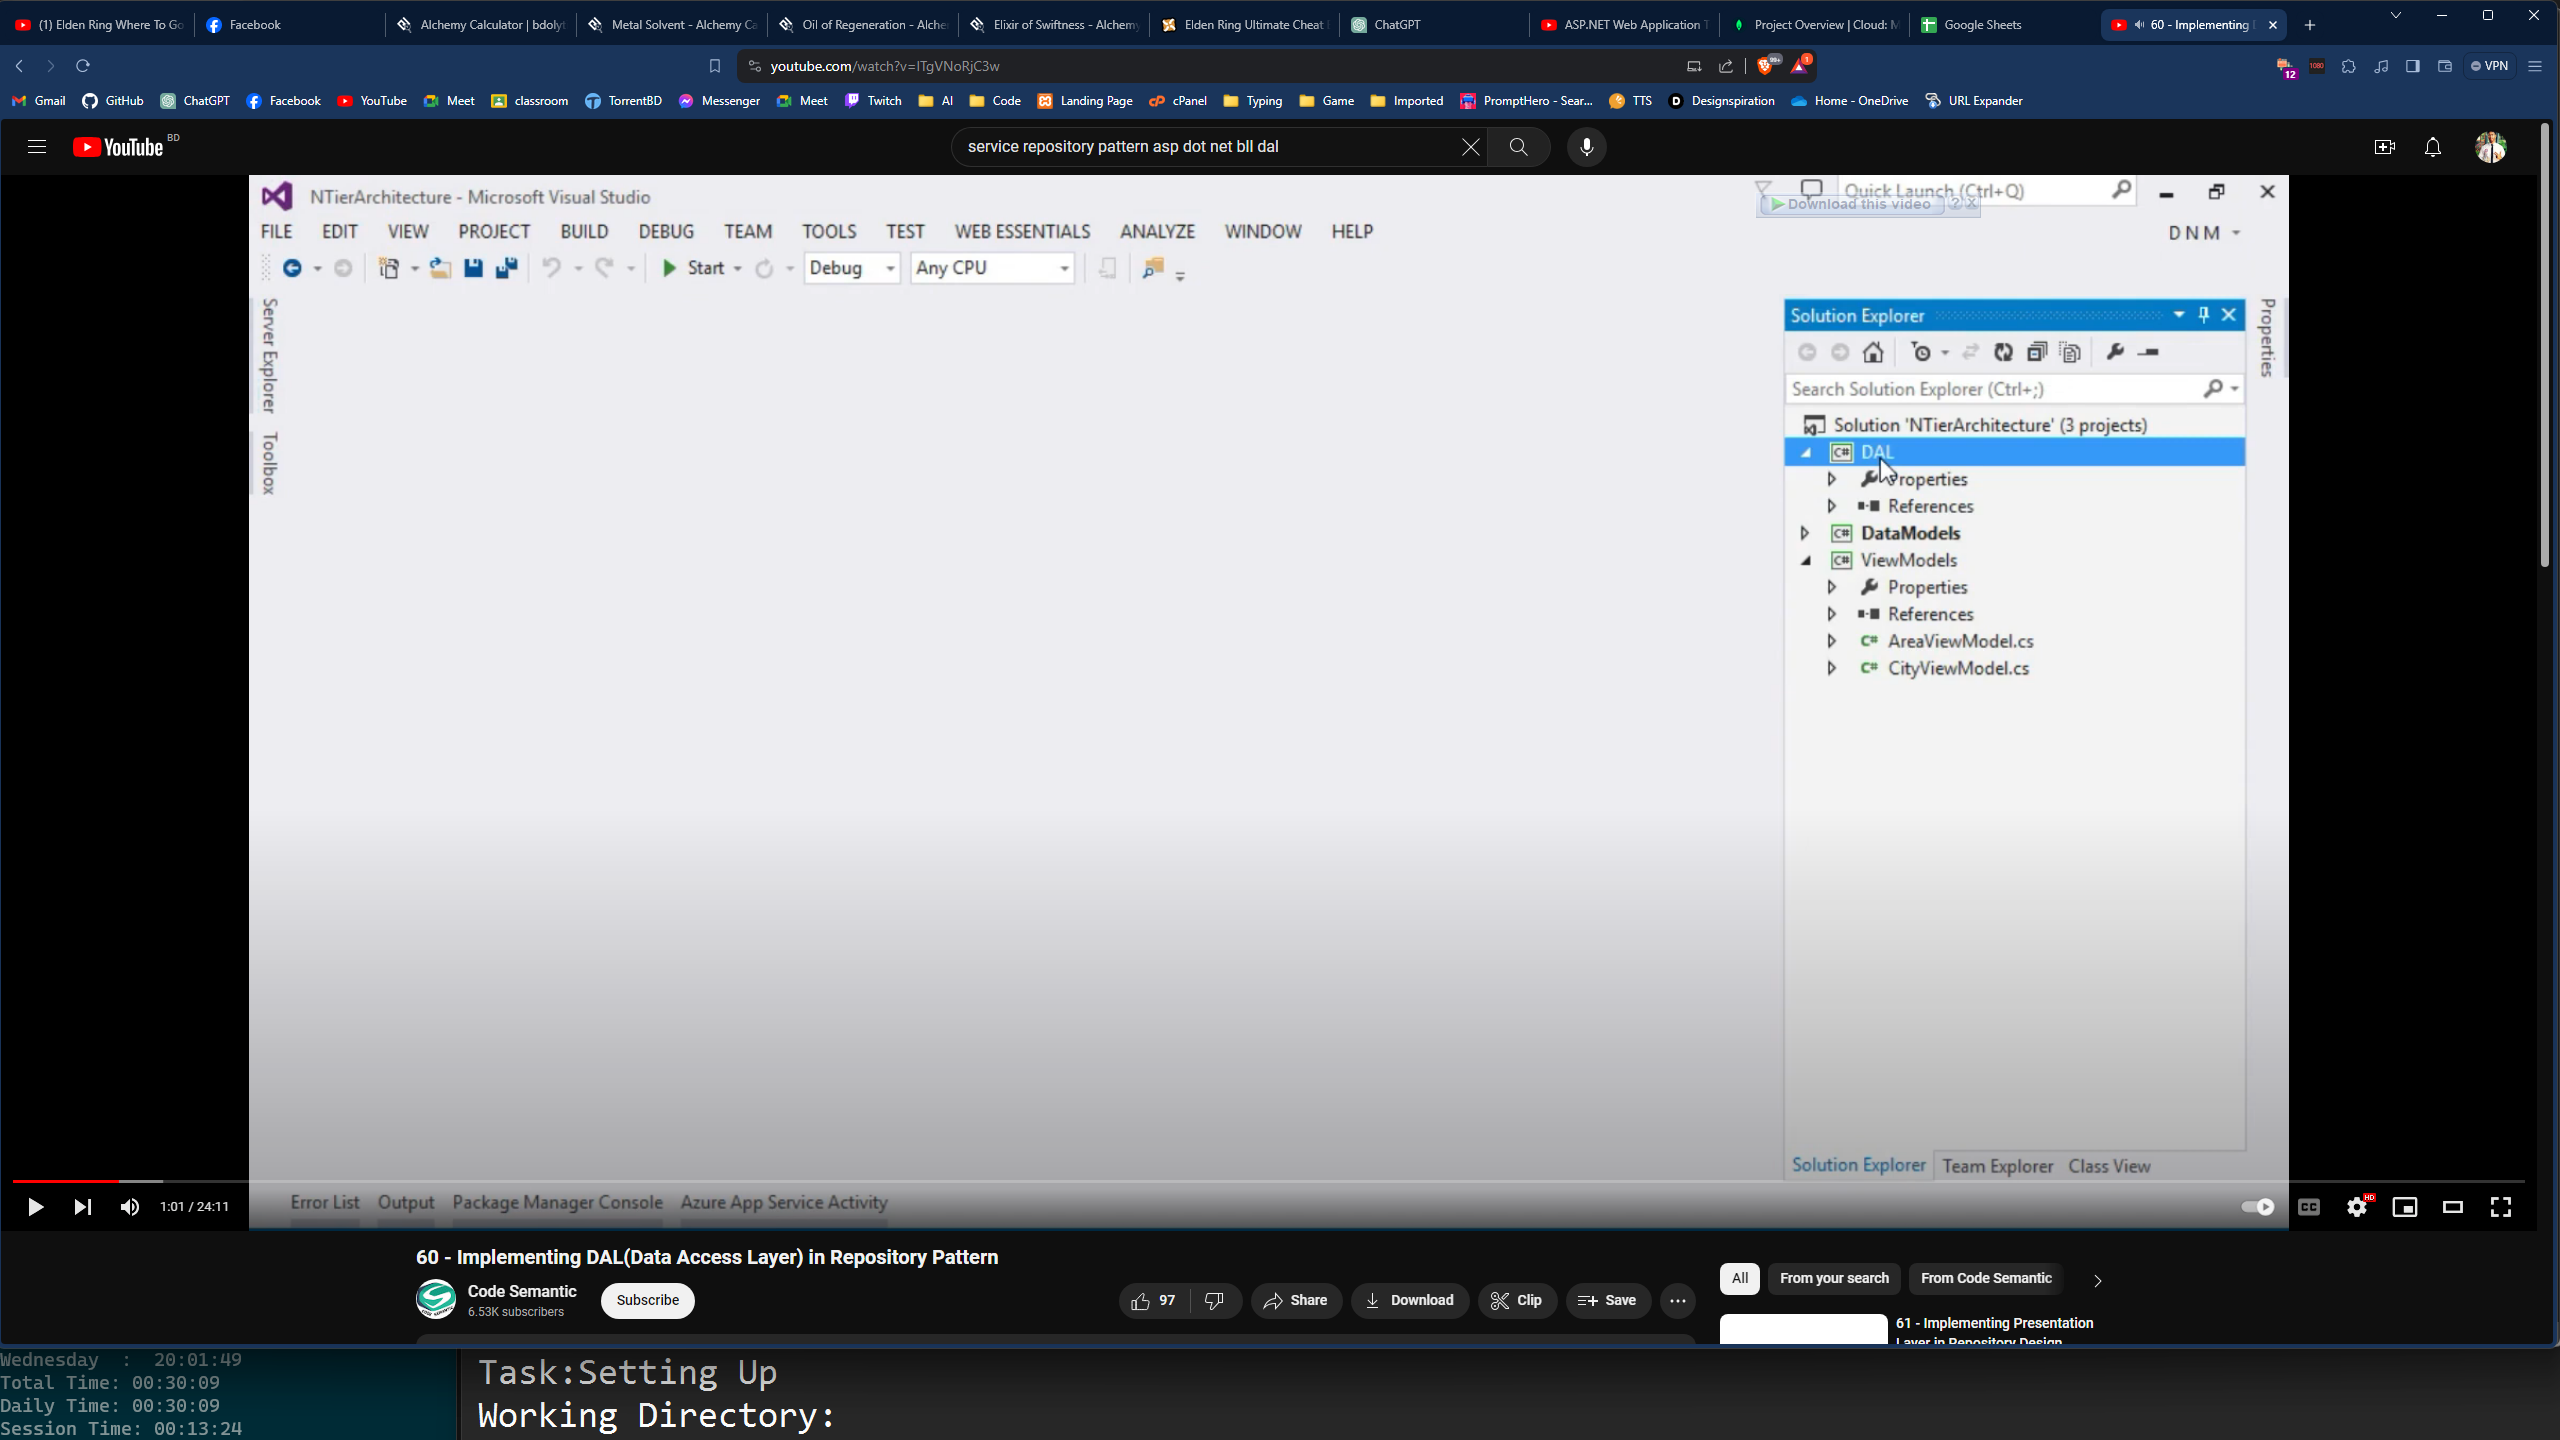 (1) Elden Ring Where To Go
Facebook
Alchemy Calculator | bdolyt
Metal Solvent - Alchemy Ca
Oil of Regeneration - Alche
Elixir of Swiftness - Alchemy
Elden Ring Ultimate Cheat
ChatGPT
ASP.NET Web Application T
Project Overview | Cloud: M
Google Sheets
60 - Implementing
youtube.com/watch?v=ITgVNoRjC3w
99+
1
12
1080
VPN
Gmail GitHub ChatGPT Facebook YouTube Meet classroom TorrentBD Messenger Meet Twitch AI Code Landing Page cPanel Typing Game Imported PromptHero - Sear... TTS Designspiration Home - OneDrive URL Expander
YouTube BD
service repository pattern asp dot net bll dal
NTierArchitecture - Microsoft Visual Studio
Quick Launch (Ctrl+Q)
Download this video
FILE EDIT VIEW PROJECT BUILD DEBUG TEAM TOOLS TEST WEB ESSENTIALS ANALYZE WINDOW HELP
D N M
Start Debug Any CPU
Server Explorer
Toolbox
Properties
Solution Explorer
Search Solution Explorer (Ctrl+;)
Solution 'NTierArchitecture' (3 projects)
DAL
Properties
References
DataModels
ViewModels
Properties
References
AreaViewModel.cs
CityViewModel.cs
Solution Explorer Team Explorer Class View
Error List Output Package Manager Console Azure App Service Activity
1:01 / 24:11
CC
HD
60 - Implementing DAL(Data Access Layer) in Repository Pattern
Code Semantic
6.53K subscribers
Subscribe
97
Share
Download
Clip
Save
All
From your search
From Code Semantic
61 - Implementing Presentation
Layer in Repository Design
Wednesday : 20:01:49
Total Time: 00:30:09
Daily Time: 00:30:09
Session Time: 00:13:24
Task:Setting Up
Working Directory: